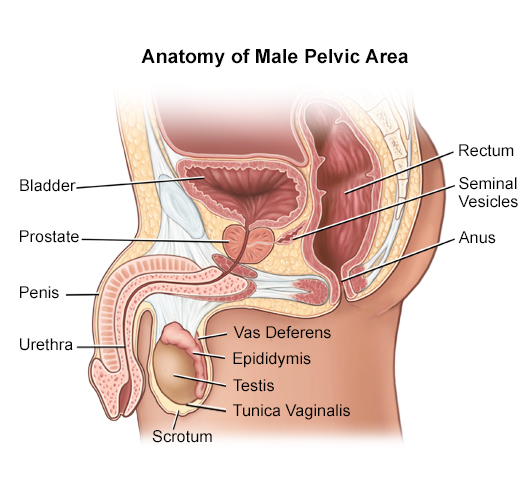 Anatomy of Male Pelvic Area
Bladder
Prostate
Penis
Urethra
Rectum
Seminal
Vesicles
Anus
Vas Deferens
Epididymis
Testis
Tunica Vaginalis
Scrotum